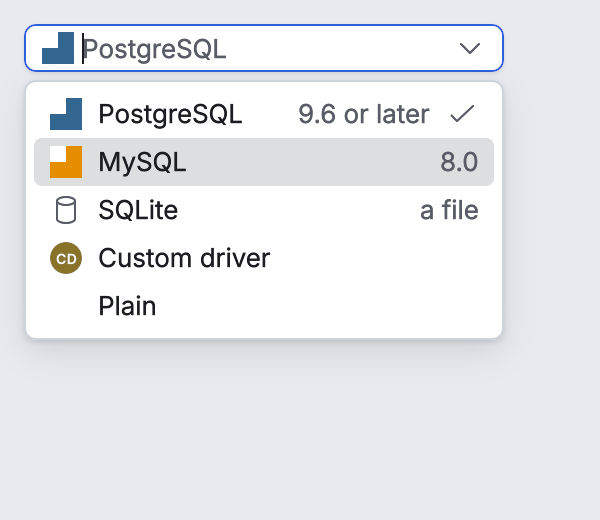 PostgreSQL
PostgreSQL 9.6 or later
MySQL 8.0
SQLite a file
CD Custom driver
Plain